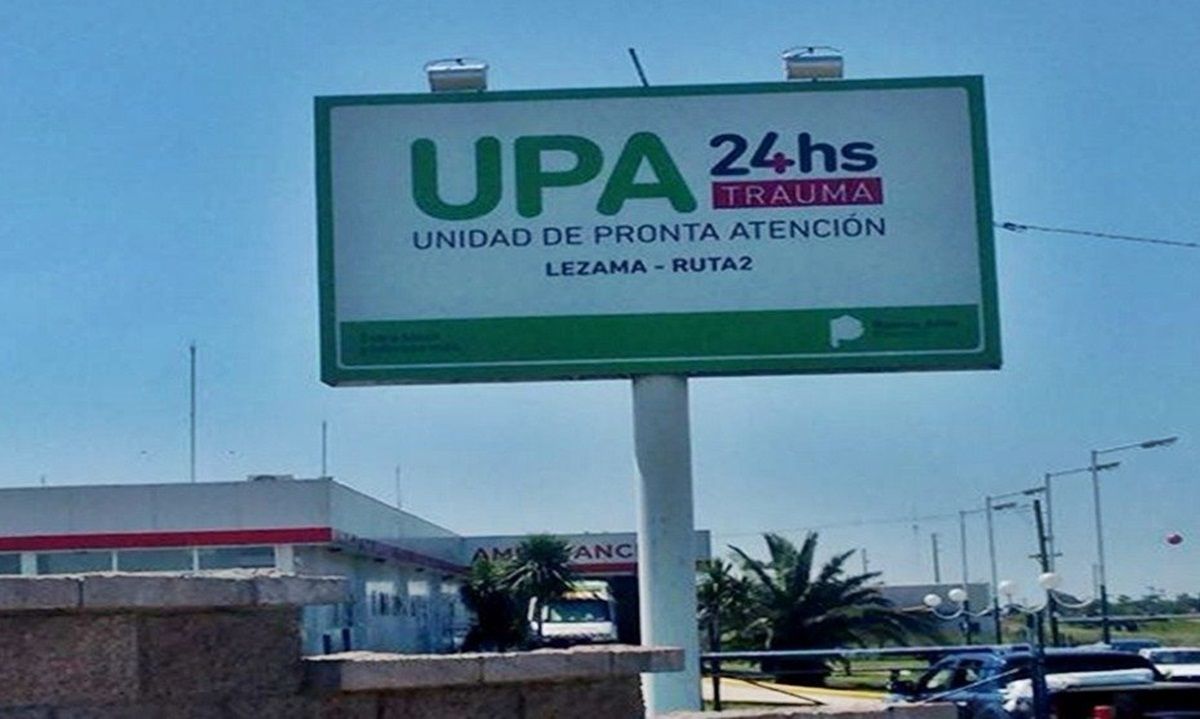 UPA 24hs
TRAUMA
UNIDAD DE PRONTA ATENCIÓN
LEZAMA - RUTA2